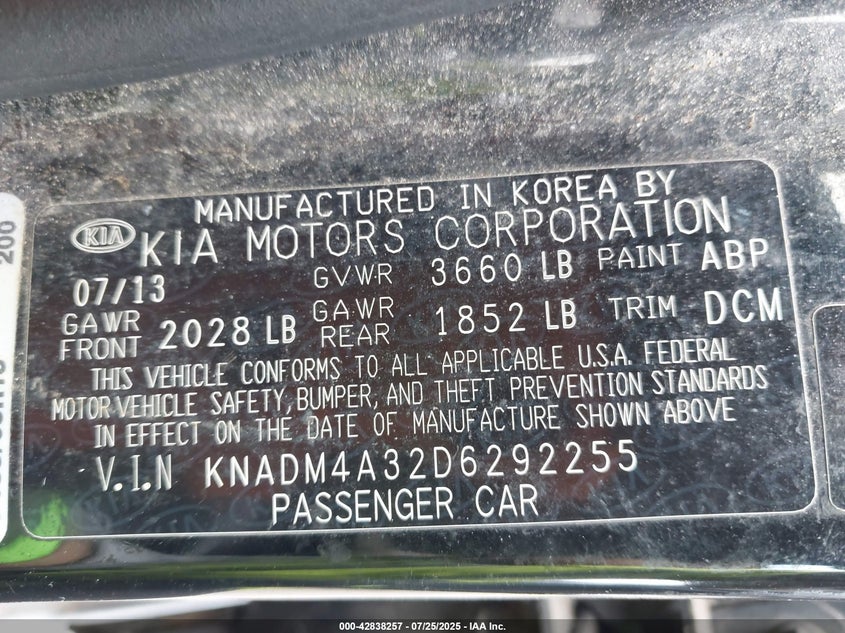 MANUFACTURED IN KOREA BY
KIA KIA MOTORS CORPORATION
07/13 GVWR 3660 LB PAINT ABP
GAWR FRONT 2028 LB GAWR REAR 1852 LB TRIM DCM
THIS VEHICLE CONFORMS TO ALL APPLICABLE U.S.A. FEDERAL
MOTOR VEHICLE SAFETY, BUMPER, AND THEFT PREVENTION STANDARDS
IN EFFECT ON THE DATE OF MANUFACTURE SHOWN ABOVE
V.I.N KNADM4A32D6292255
PASSENGER CAR
200
000-42838257 - 07/25/2025 - IAA Inc.